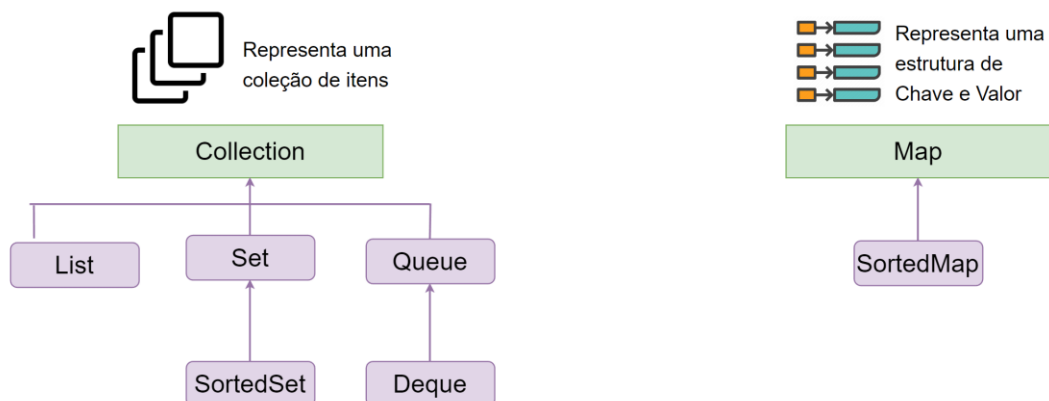 Representa uma
coleção de itens
Representa uma
estrutura de
Chave e Valor
Collection
Map
List
Set
Queue
SortedMap
SortedSet
Deque